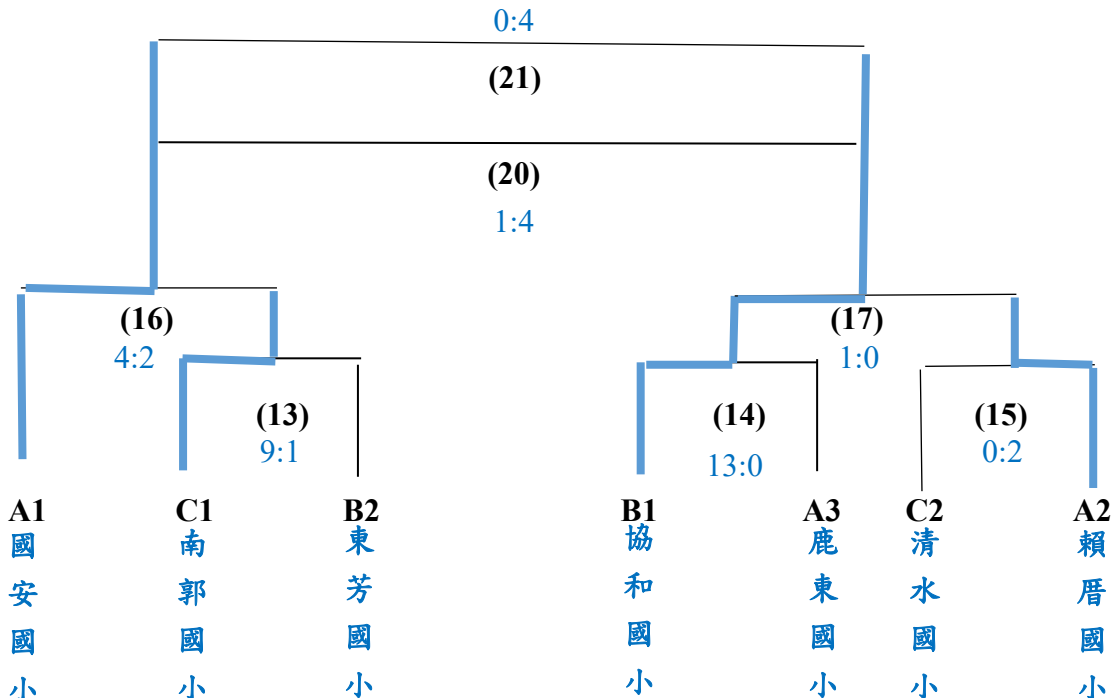 0:4
(21)
(20)
1:4
(16)
4:2
(17)
1:0
(13)
9:1
(14)
13:0
(15)
0:2
A1
C1
B2
B1
A3
C2
A2
國安國小
南郭國小
東芳國小
協和國小
鹿東國小
清水國小
賴厝國小